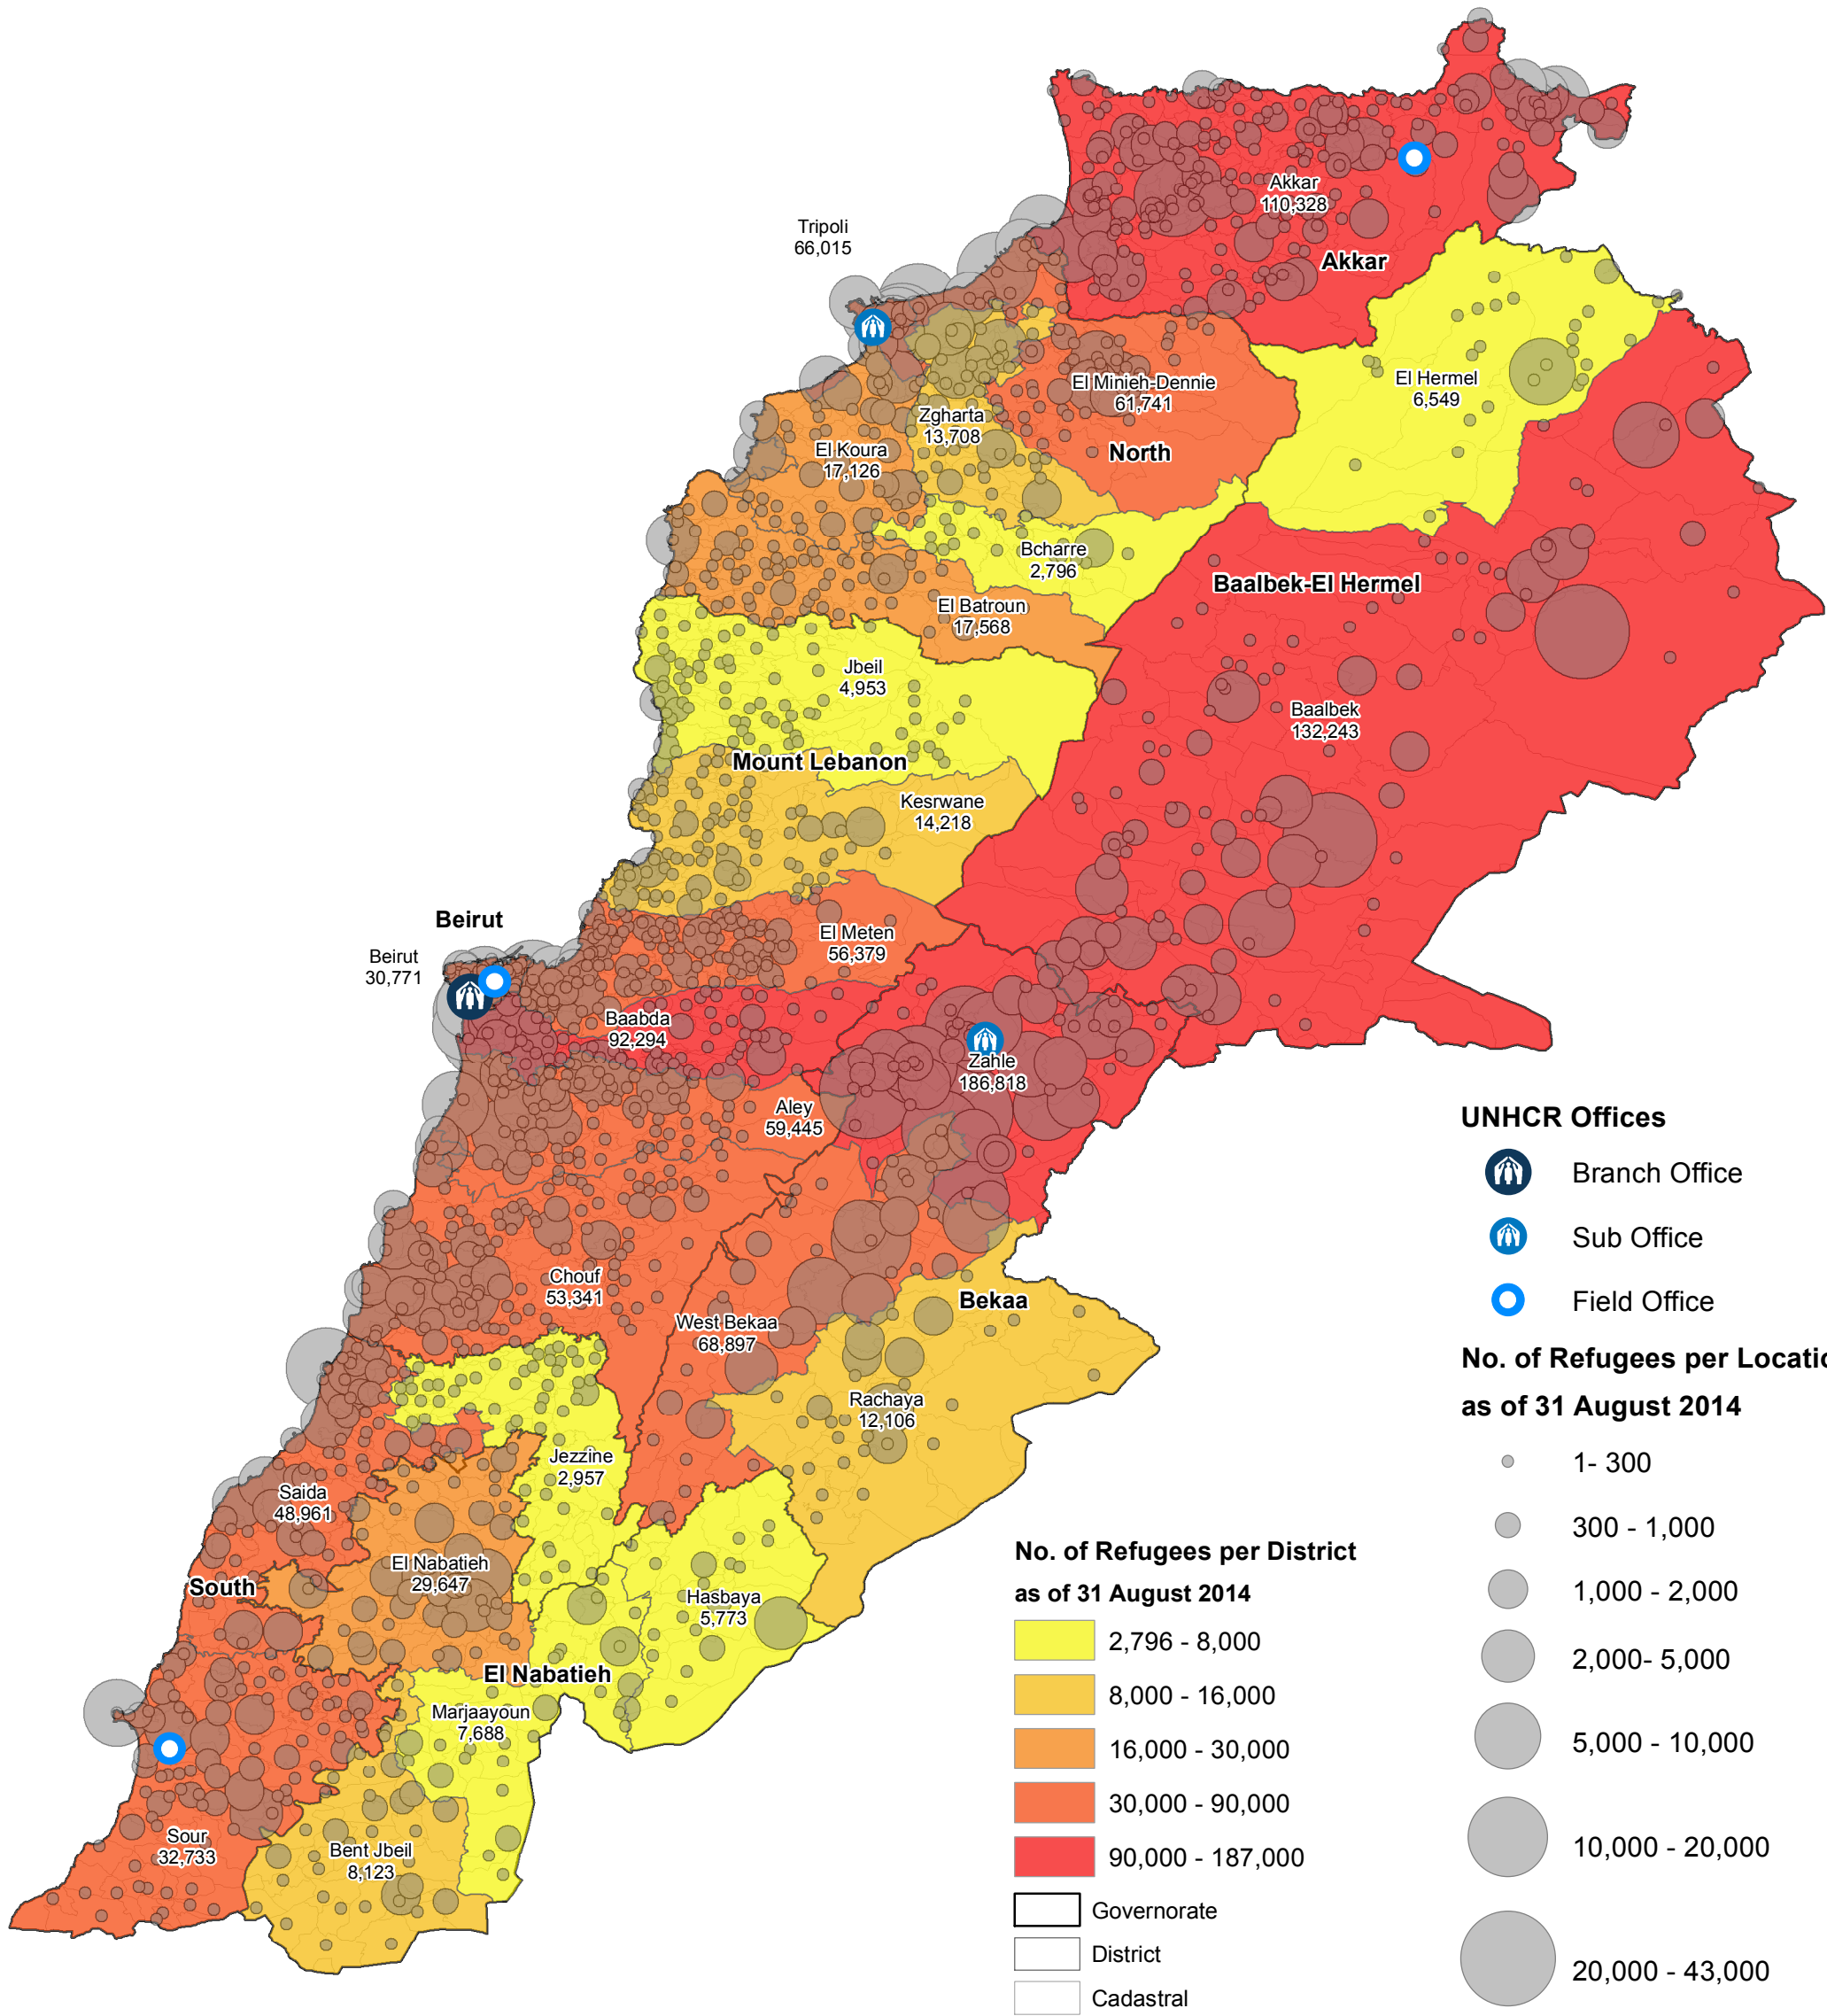 Akkar
110,328
Akkar
Tripoli
66,015
El Hermel
6,549
El Minieh-Dennie
61,741
North
Zgharta
13,708
El Koura
17,126
Bcharre
2,796
Baalbek-El Hermel
El Batroun
17,568
Jbeil
4,953
Baalbek
132,243
Mount Lebanon
Kesrwane
14,218
Beirut
El Meten
56,379
Beirut
30,771
Baabda
92,294
Zahle
186,818
Aley
59,445
Chouf
53,341
Bekaa
West Bekaa
68,897
Rachaya
12,106
Jezzine
2,957
Saida
48,961
El Nabatieh
29,647
South
Hasbaya
5,773
El Nabatieh
Marjaayoun
7,688
Sour
32,733
Bent Jbeil
8,123
UNHCR Offices
Branch Office
Sub Office
Field Office
No. of Refugees per Locatio
as of 31 August 2014
1- 300
300 - 1,000
1,000 - 2,000
2,000- 5,000
5,000 - 10,000
10,000 - 20,000
20,000 - 43,000
No. of Refugees per District
as of 31 August 2014
2,796 - 8,000
8,000 - 16,000
16,000 - 30,000
30,000 - 90,000
90,000 - 187,000
Governorate
District
Cadastral